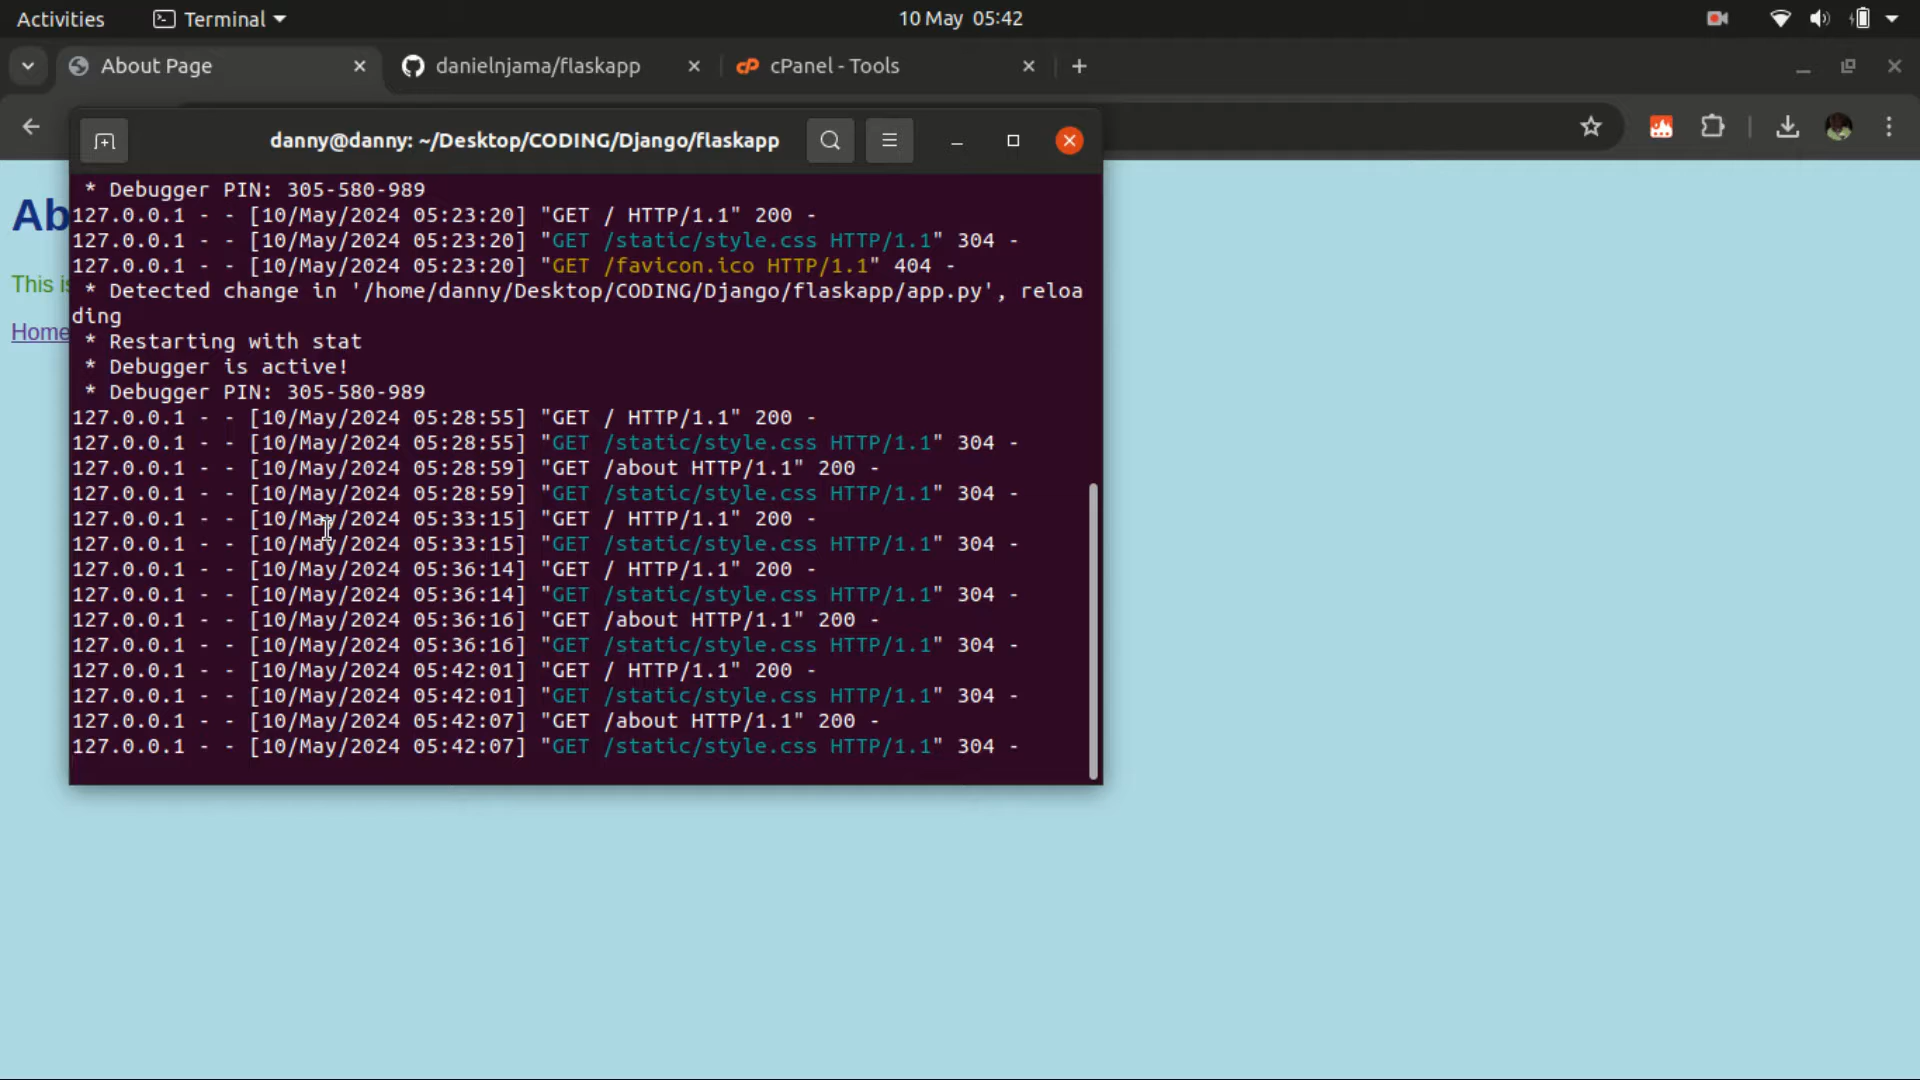 Activities
Terminal
10 May 05:42
About Page
danielnjama/flaskapp
cPanel - Tools
danny@danny: ~/Desktop/CODING/Django/flaskapp
 * Debugger PIN: 305-580-989
127.0.0.1 - - [10/May/2024 05:23:20] "GET / HTTP/1.1" 200 -
127.0.0.1 - - [10/May/2024 05:23:20] "GET /static/style.css HTTP/1.1" 304 -
127.0.0.1 - - [10/May/2024 05:23:20] "GET /favicon.ico HTTP/1.1" 404 -
 * Detected change in '/home/danny/Desktop/CODING/Django/flaskapp/app.py', reloa
ding
 * Restarting with stat
 * Debugger is active!
 * Debugger PIN: 305-580-989
127.0.0.1 - - [10/May/2024 05:28:55] "GET / HTTP/1.1" 200 -
127.0.0.1 - - [10/May/2024 05:28:55] "GET /static/style.css HTTP/1.1" 304 -
127.0.0.1 - - [10/May/2024 05:28:59] "GET /about HTTP/1.1" 200 -
127.0.0.1 - - [10/May/2024 05:28:59] "GET /static/style.css HTTP/1.1" 304 -
127.0.0.1 - - [10/May/2024 05:33:15] "GET / HTTP/1.1" 200 -
127.0.0.1 - - [10/May/2024 05:33:15] "GET /static/style.css HTTP/1.1" 304 -
127.0.0.1 - - [10/May/2024 05:36:14] "GET / HTTP/1.1" 200 -
127.0.0.1 - - [10/May/2024 05:36:14] "GET /static/style.css HTTP/1.1" 304 -
127.0.0.1 - - [10/May/2024 05:36:16] "GET /about HTTP/1.1" 200 -
127.0.0.1 - - [10/May/2024 05:36:16] "GET /static/style.css HTTP/1.1" 304 -
127.0.0.1 - - [10/May/2024 05:42:01] "GET / HTTP/1.1" 200 -
127.0.0.1 - - [10/May/2024 05:42:01] "GET /static/style.css HTTP/1.1" 304 -
127.0.0.1 - - [10/May/2024 05:42:07] "GET /about HTTP/1.1" 200 -
127.0.0.1 - - [10/May/2024 05:42:07] "GET /static/style.css HTTP/1.1" 304 -
Ab
This is
Home